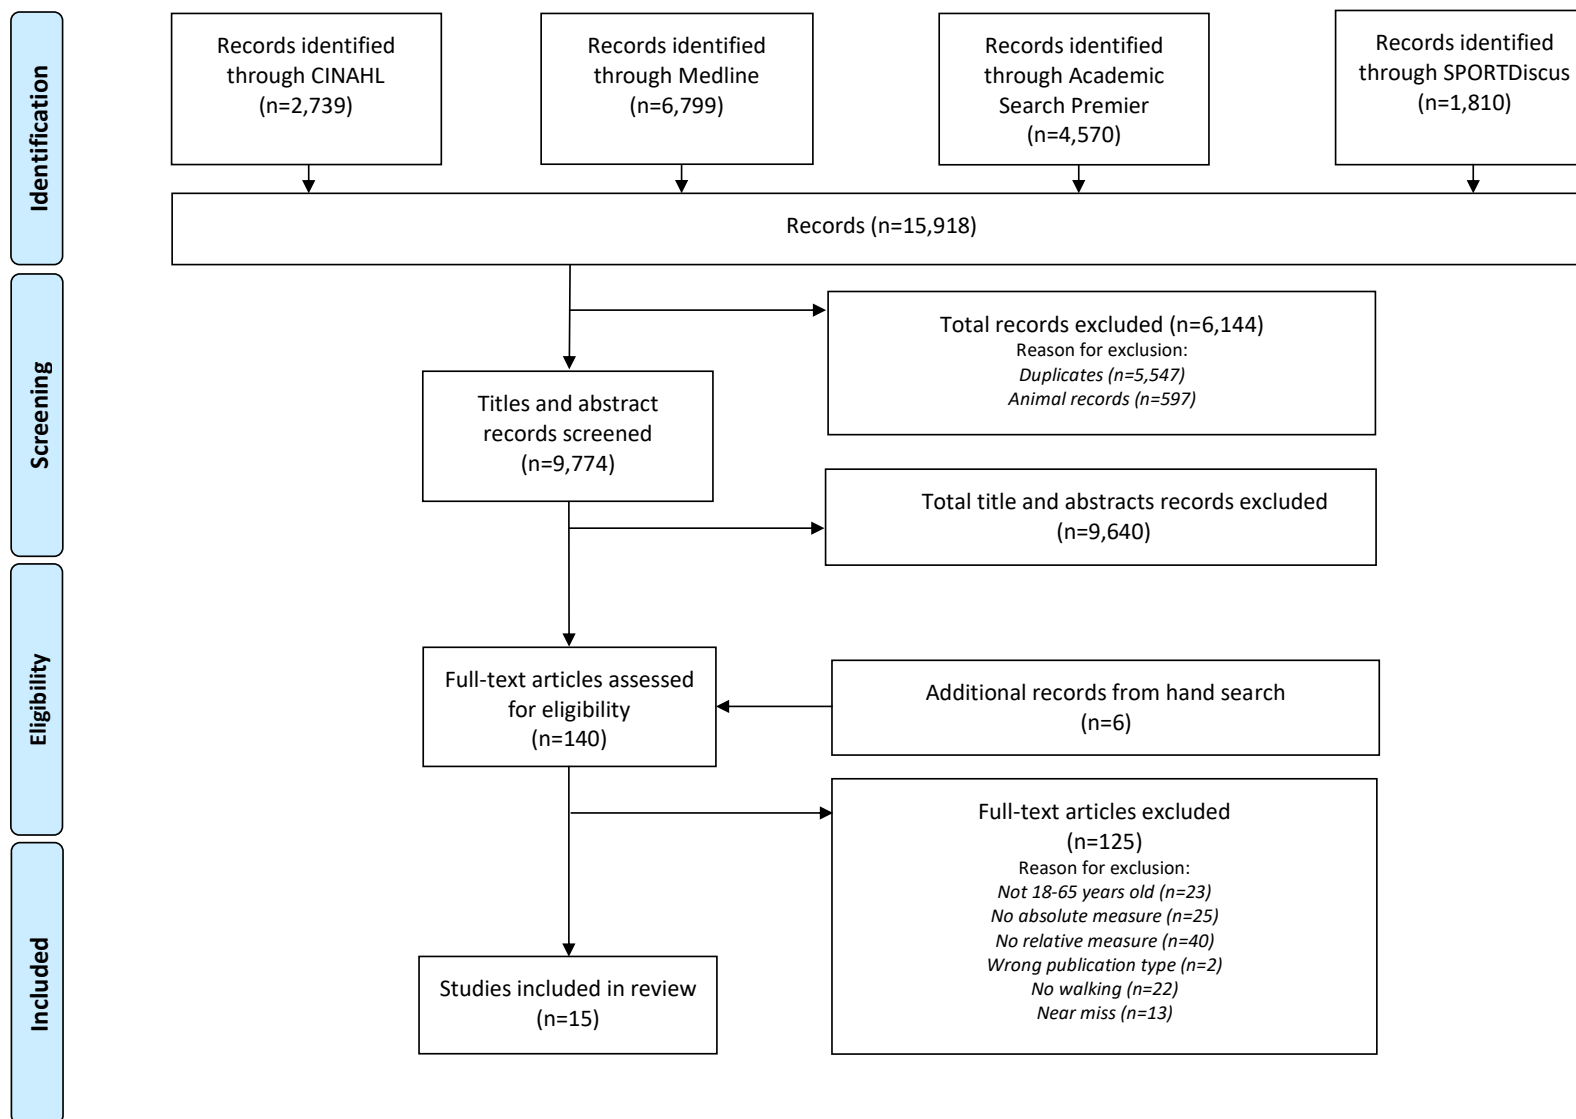 Identification
Records identified
through CINAHL
(n=2,739)
Records identified
through Medline
(n=6,799)
Records identified
through Academic
Search Premier
(n=4,570)
Records identified
through SPORTDiscus
(n=1,810)
Records (n=15,918)
Screening
Total records excluded (n=6,144)
Reason for exclusion:
Duplicates (n=5,547)
Animal records (n=597)
Titles and abstract
records screened
(n=9,774)
Total title and abstracts records excluded
(n=9,640)
Eligibility
Full-text articles assessed
for eligibility
(n=140)
Additional records from hand search
(n=6)
Full-text articles excluded
(n=125)
Reason for exclusion:
Not 18-65 years old (n=23)
No absolute measure (n=25)
No relative measure (n=40)
Wrong publication type (n=2)
No walking (n=22)
Near miss (n=13)
Included
Studies included in review
(n=15)